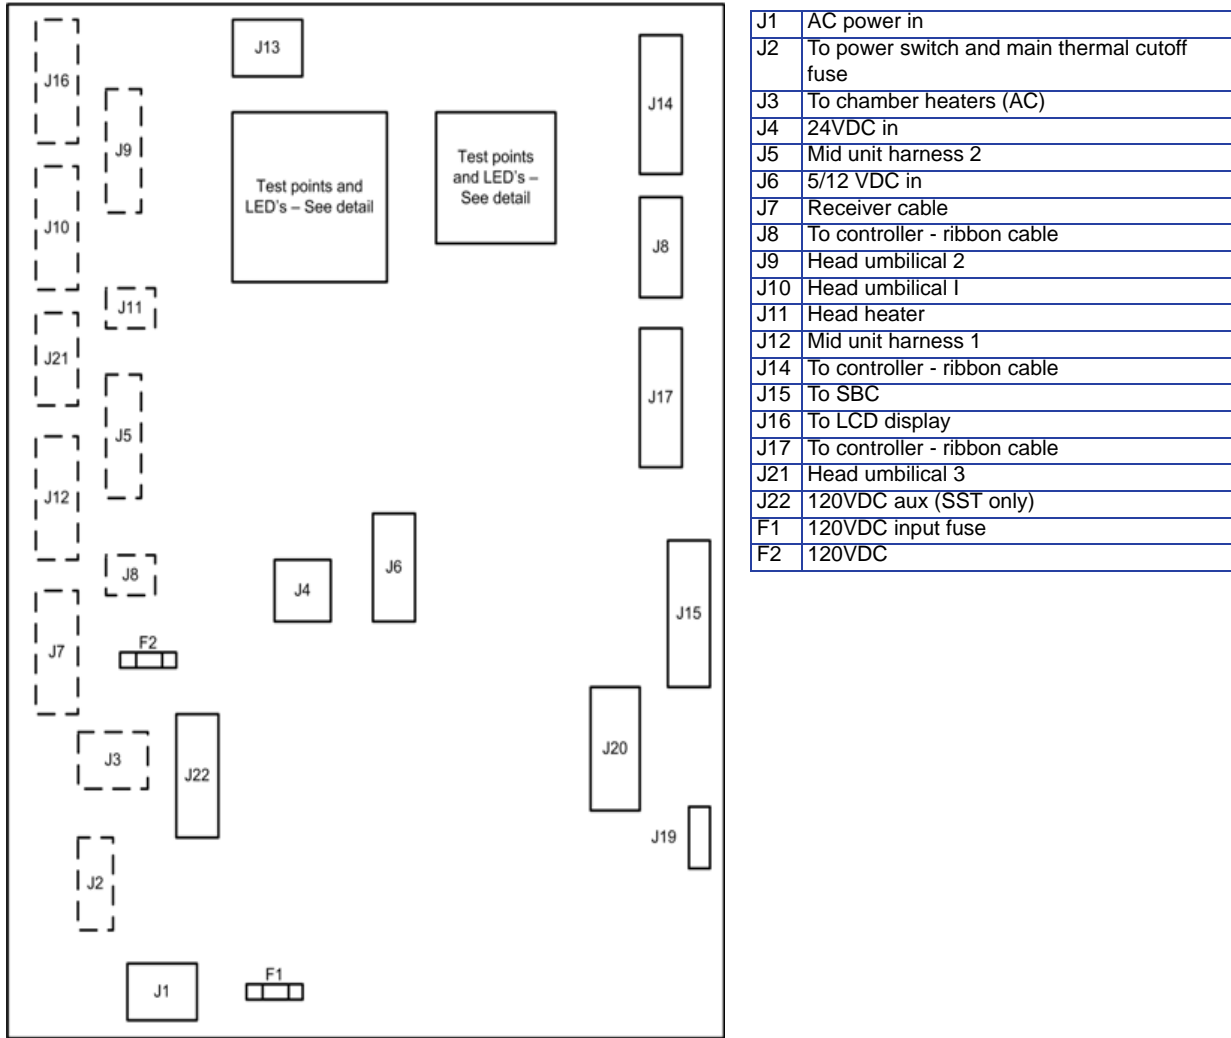 J13
J16
J14
J9
Test points
and LED's –
See detail
Test points and
LED's – See detail
J10
J8
J11
J21
J17
J5
J12
J8
J4
J6
J15
F2
J7
J3
J22
J20
J19
J2
F1
J1
J1 AC power in
J2 To power switch and main thermal cutoff
fuse
J3 To chamber heaters (AC)
J4 24VDC in
J5 Mid unit harness 2
J6 5/12 VDC in
J7 Receiver cable
J8 To controller - ribbon cable
J9 Head umbilical 2
J10 Head umbilical I
J11 Head heater
J12 Mid unit harness 1
J14 To controller - ribbon cable
J15 To SBC
J16 To LCD display
J17 To controller - ribbon cable
J21 Head umbilical 3
J22 120VDC aux (SST only)
F1 120VDC input fuse
F2 120VDC